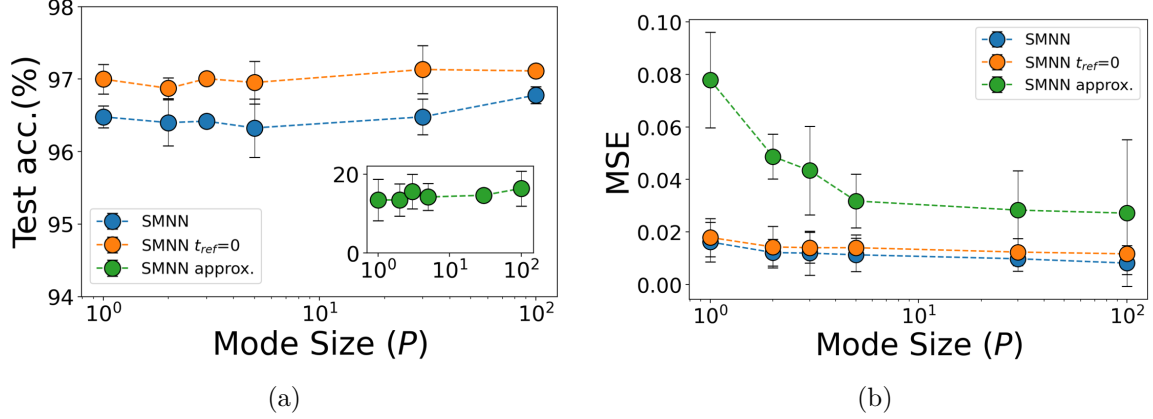 98
97
96
95
94
Test acc.(%)
SMNN
SMNN t_ref=0
SMNN approx.
20
0
10^0
10^1
10^2
10^0
10^1
10^2
Mode Size (P)
(a)
0.10
0.08
0.06
0.04
0.02
0.00
MSE
SMNN
SMNN t_ref=0
SMNN approx.
10^0
10^1
10^2
Mode Size (P)
(b)